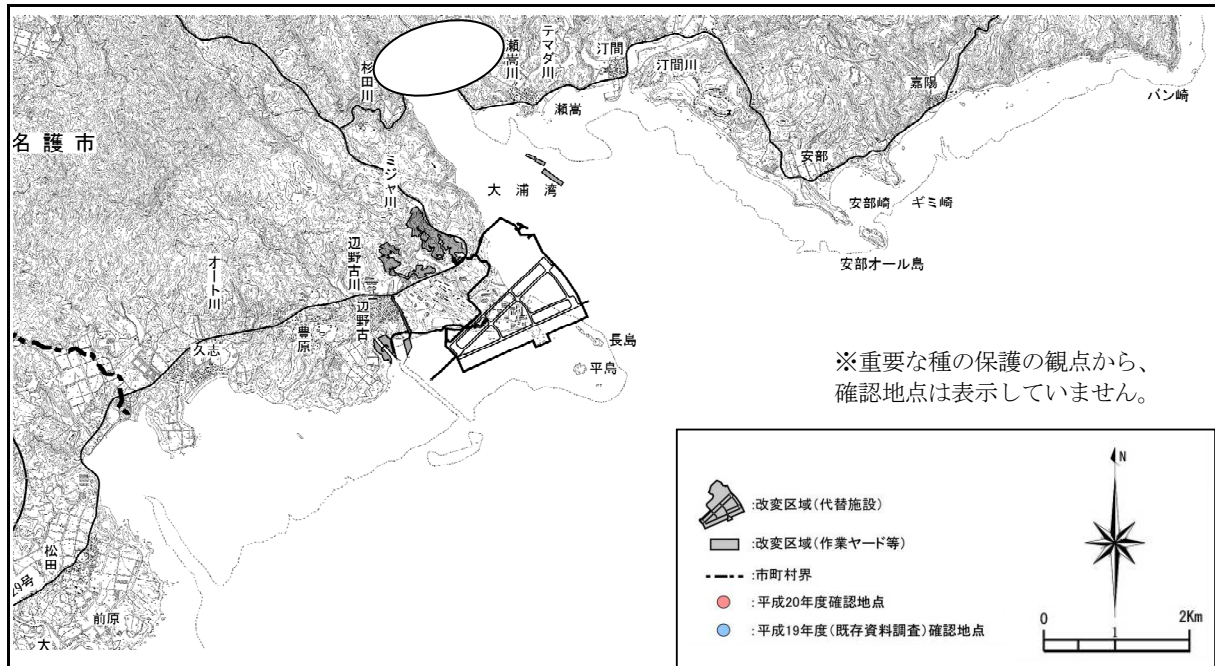 瀬嵩川
テマダ川
汀間
汀間川
杉田川
瀬嵩
嘉陽
バン崎
名護市
安部
ミジャ川
大浦湾
安部崎
ギミ崎
安部オール島
辺野古川
オート川
辺野古
豊原
久志
長島
平島
※重要な種の保護の観点から、
確認地点は表示していません。
N
:改変区域(代替施設)
:改変区域(作業ヤード等)
:市町村界
:平成20年度確認地点
:平成19年度(既存資料調査)確認地点
0
1
2Km
松田
29号
前原
大